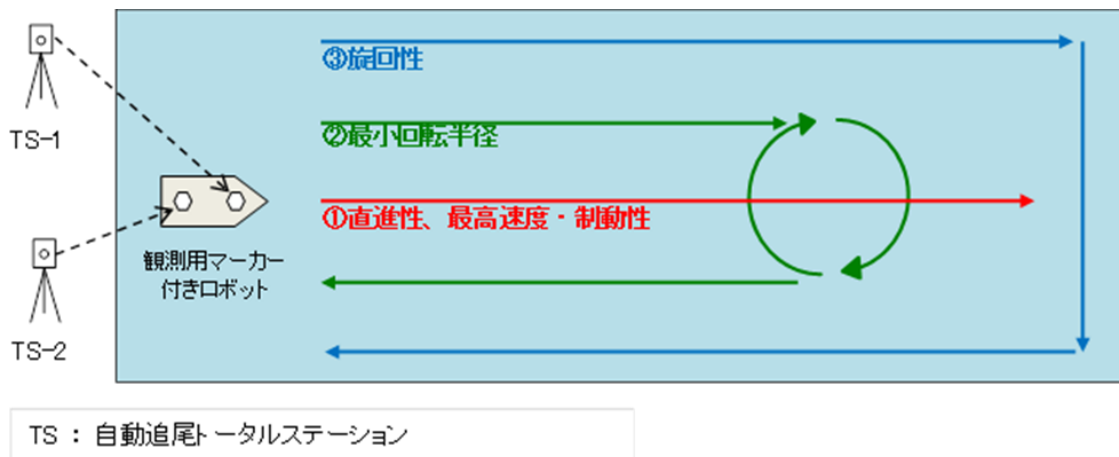 ③旋回性
TS-1
②最小回転半径
①直進性、最高速度・制動性
観測用マーカー
付きロボット
TS-2
TS : 自動追尾トータルステーション